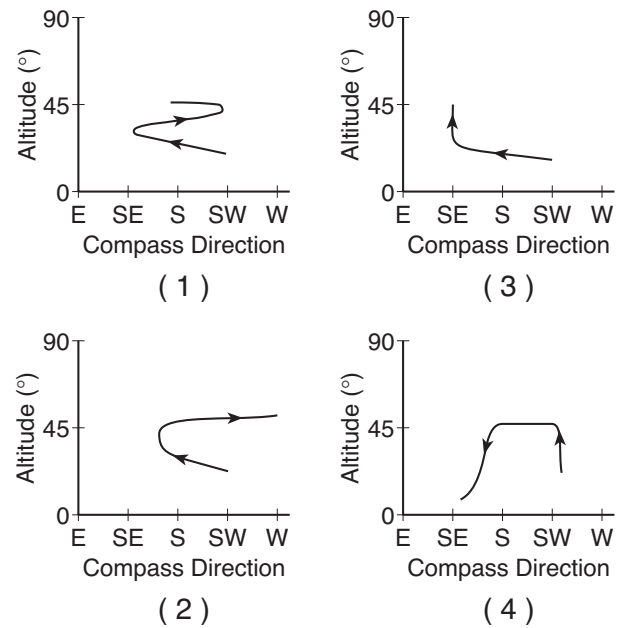 90
45
0
Altitude (°)
E SE S SW W
Compass Direction
( 1 )
90
45
0
Altitude (°)
E SE S SW W
Compass Direction
( 3 )
90
45
0
Altitude (°)
E SE S SW W
Compass Direction
( 2 )
90
45
0
Altitude (°)
E SE S SW W
Compass Direction
( 4 )